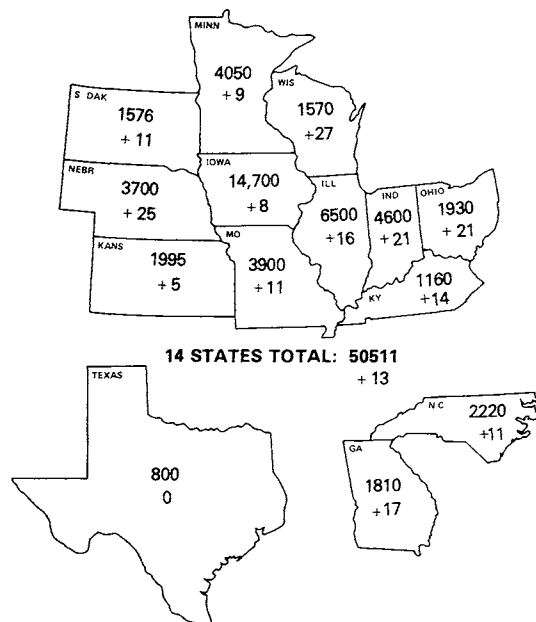 MINN
4050
+ 9
WIS
1570
+27
S DAK
1576
+ 11
NEBR
3700
+ 25
IOWA
14,700
+ 8
ILL
6500
+16
IND
4600
+ 21
OHIO
1930
+ 21
KANS
1995
+ 5
MO
3900
+11
KY
1160
+14
14 STATES TOTAL: 50511
+ 13
TEXAS
800
0
N C
2220
+11
GA
1810
+17